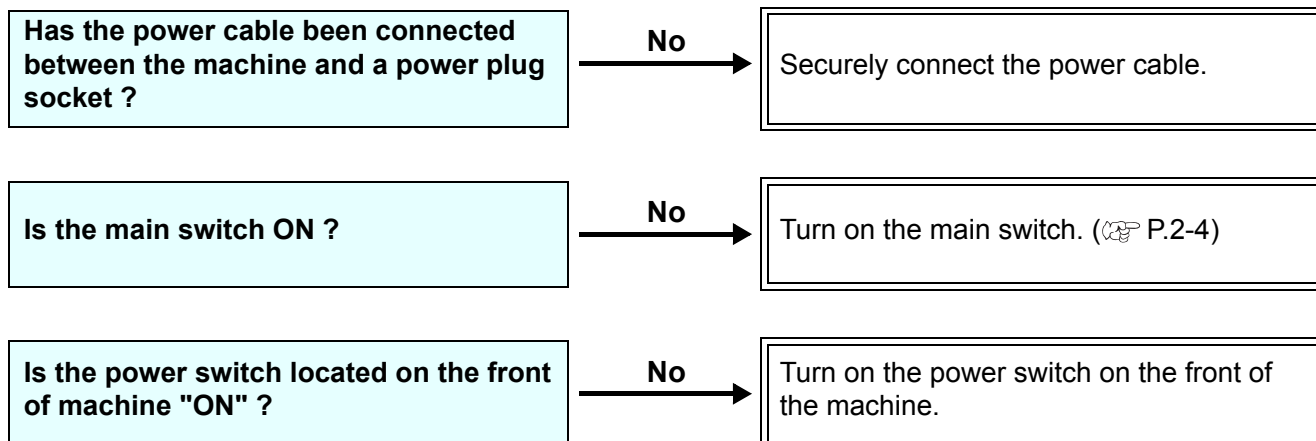 Has the power cable been connected
between the machine and a power plug
socket ?
No
Securely connect the power cable.
Is the main switch ON ?
No
Turn on the main switch. (☞ P.2-4)
Is the power switch located on the front
of machine "ON" ?
No
Turn on the power switch on the front of
the machine.